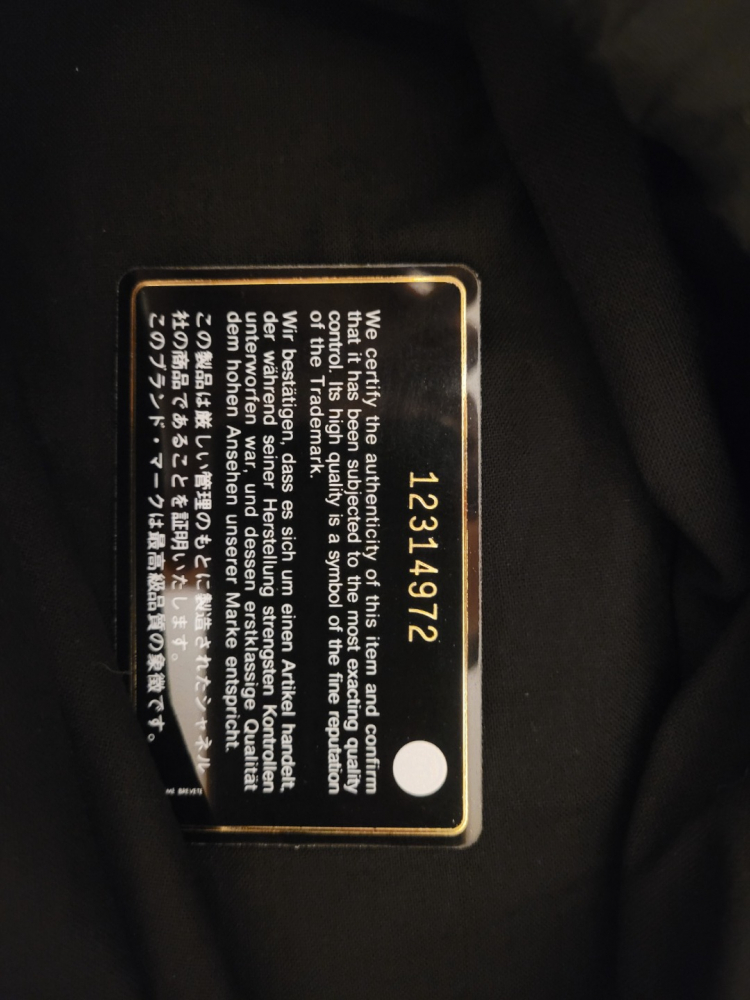 12314972
We certify the authenticity of this item and confirm
that it has been subjected to the most exacting quality
control. Its high quality is a symbol of the fine reputation
of the Trademark.
Wir bestätigen, dass es sich um einen Artikel handelt,
der während seiner Herstellung strengsten Kontrollen
unterworfen war, und dessen erstklassige Qualität
dem hohen Ansehen unserer Marke entspricht.
この製品は厳しい管理のもとに製造されたシャネル
社の商品であることを証明いたします。
このブランド・マークは最高級品質の象徴です。